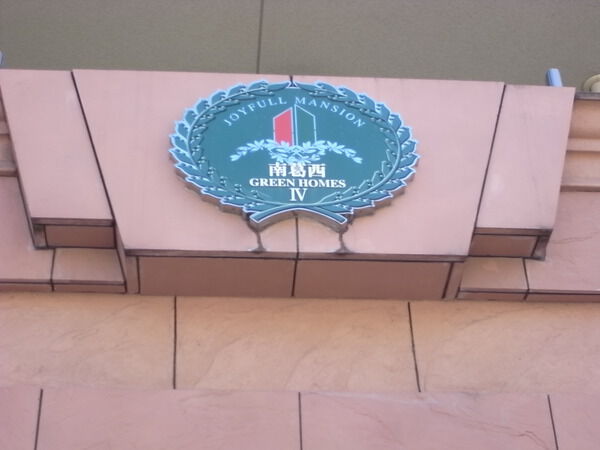 JOYFULL MANSION
南葛西
GREEN HOMES
IV